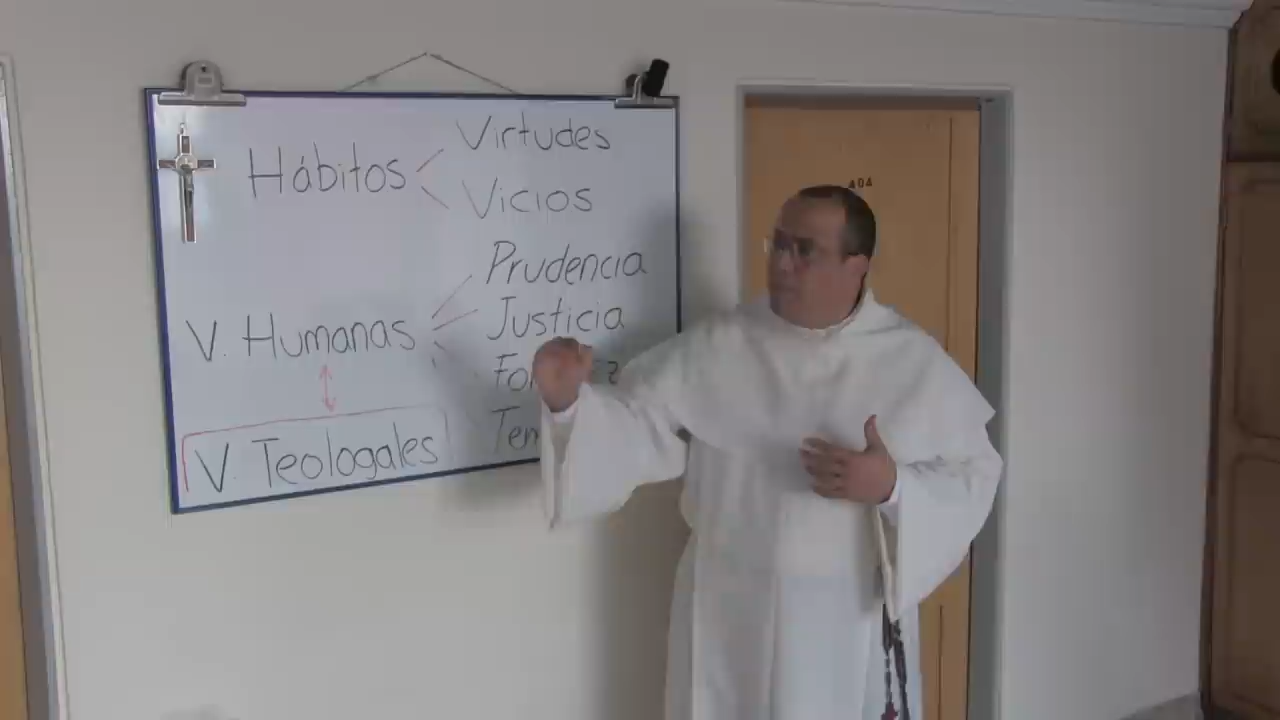 Hábitos
Virtudes
Vicios
V. Humanas
Prudencia
Justicia
V. Teologales
404